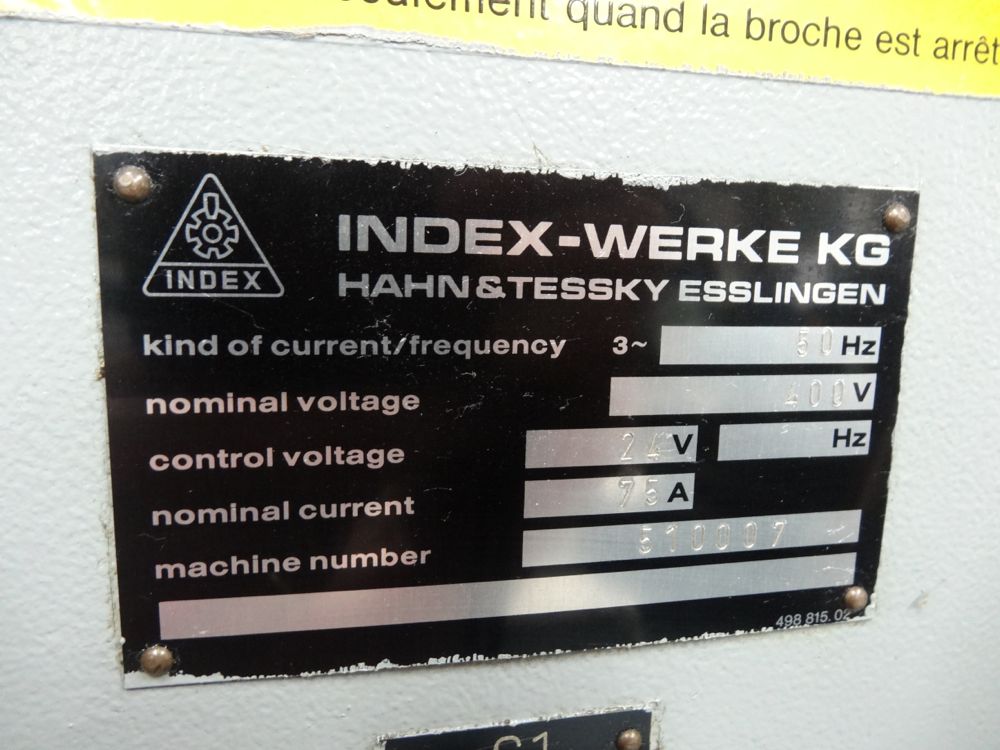 quand la broche est arrêt
INDEX
INDEX-WERKE KG
HAHN & TESSKY ESSLINGEN
kind of current/frequency 3~ 50 Hz
nominal voltage 400 V
control voltage 24 V Hz
nominal current 75 A
machine number 510007
498 815.02